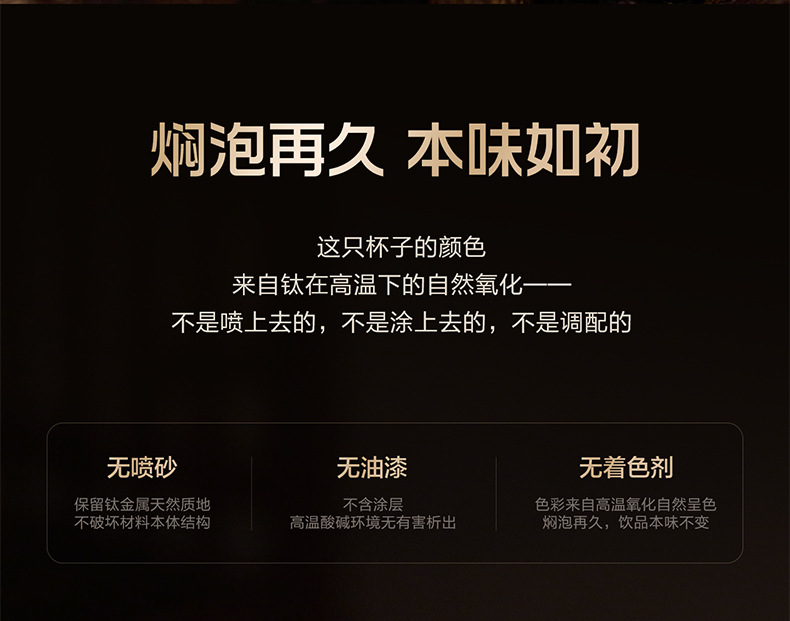 焖泡再久 本味如初
这只杯子的颜色
来自钛在高温下的自然氧化——
不是喷上去的，不是涂上去的，不是调配的
无喷砂
保留钛金属天然质地
不破坏材料本体结构
无油漆
不含涂层
高温酸碱环境无有害析出
无着色剂
色彩来自高温氧化自然呈色
焖泡再久，饮品本味不变